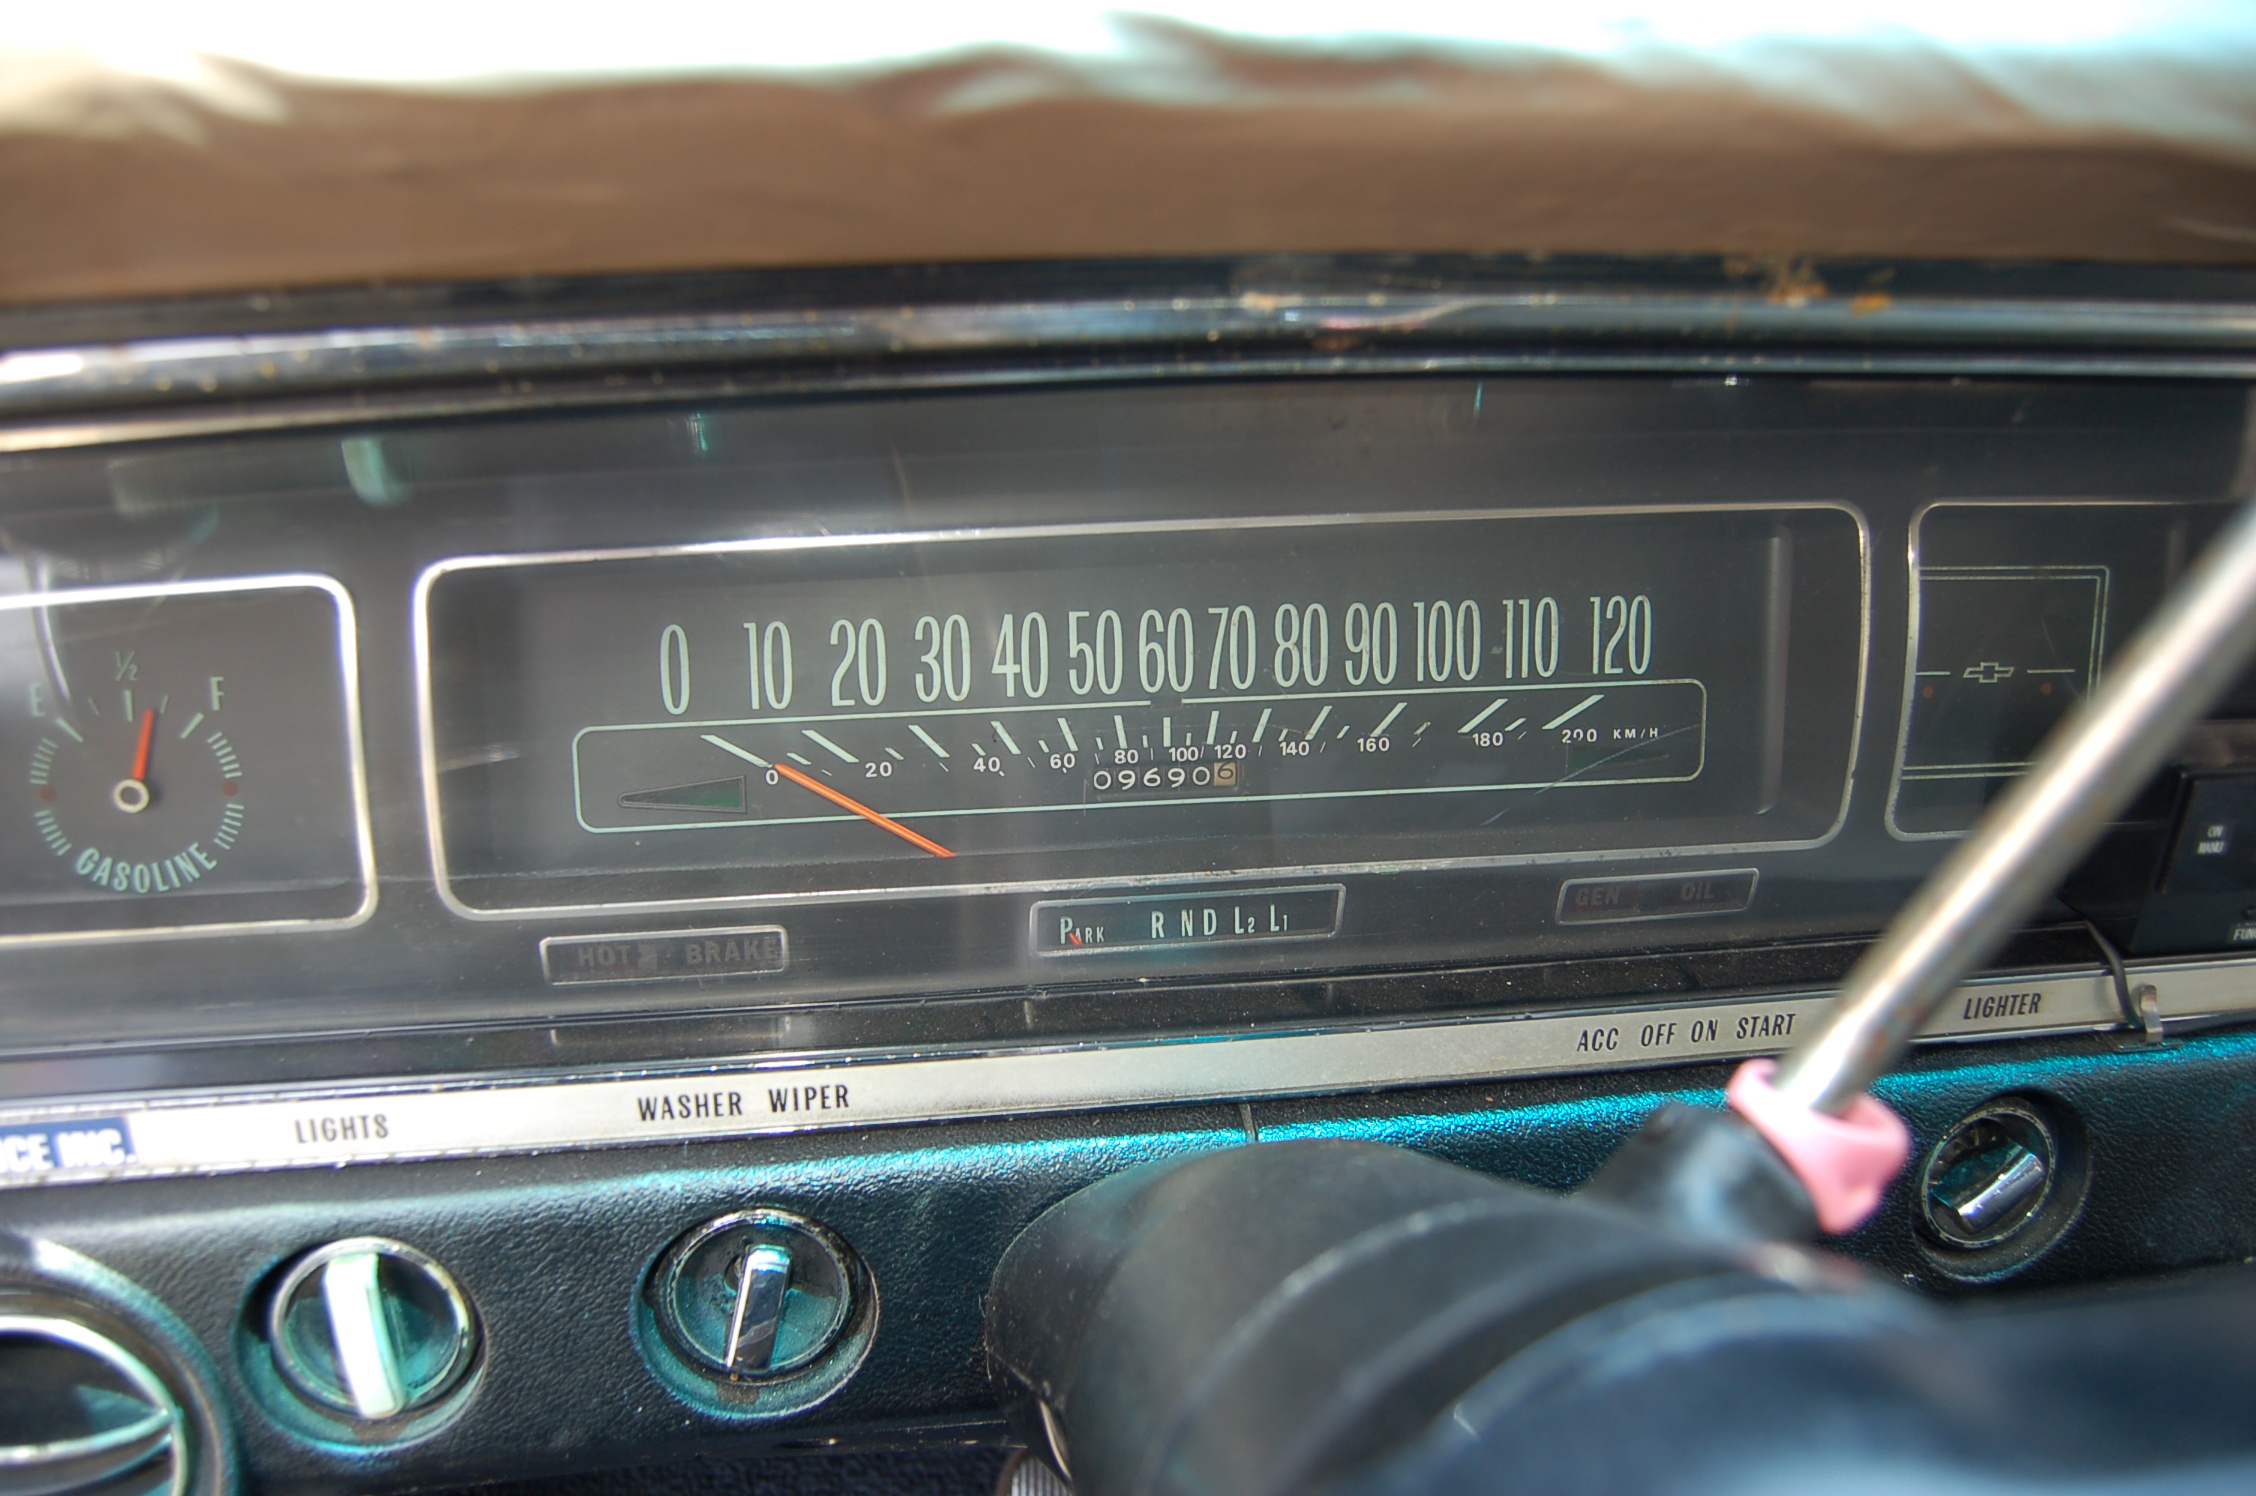 0 10 20 30 40 50 60 70 80 90 100 110 120
E 1/2 F
GASOLINE
0 20 40 60 80 100 120 140 160 180 200 KM/H
096906
HOT BRAKE
PARK R N D L2 L1
GEN OIL
ON
ACC OFF ON START
LIGHTER
LIGHTS
WASHER WIPER
INC.